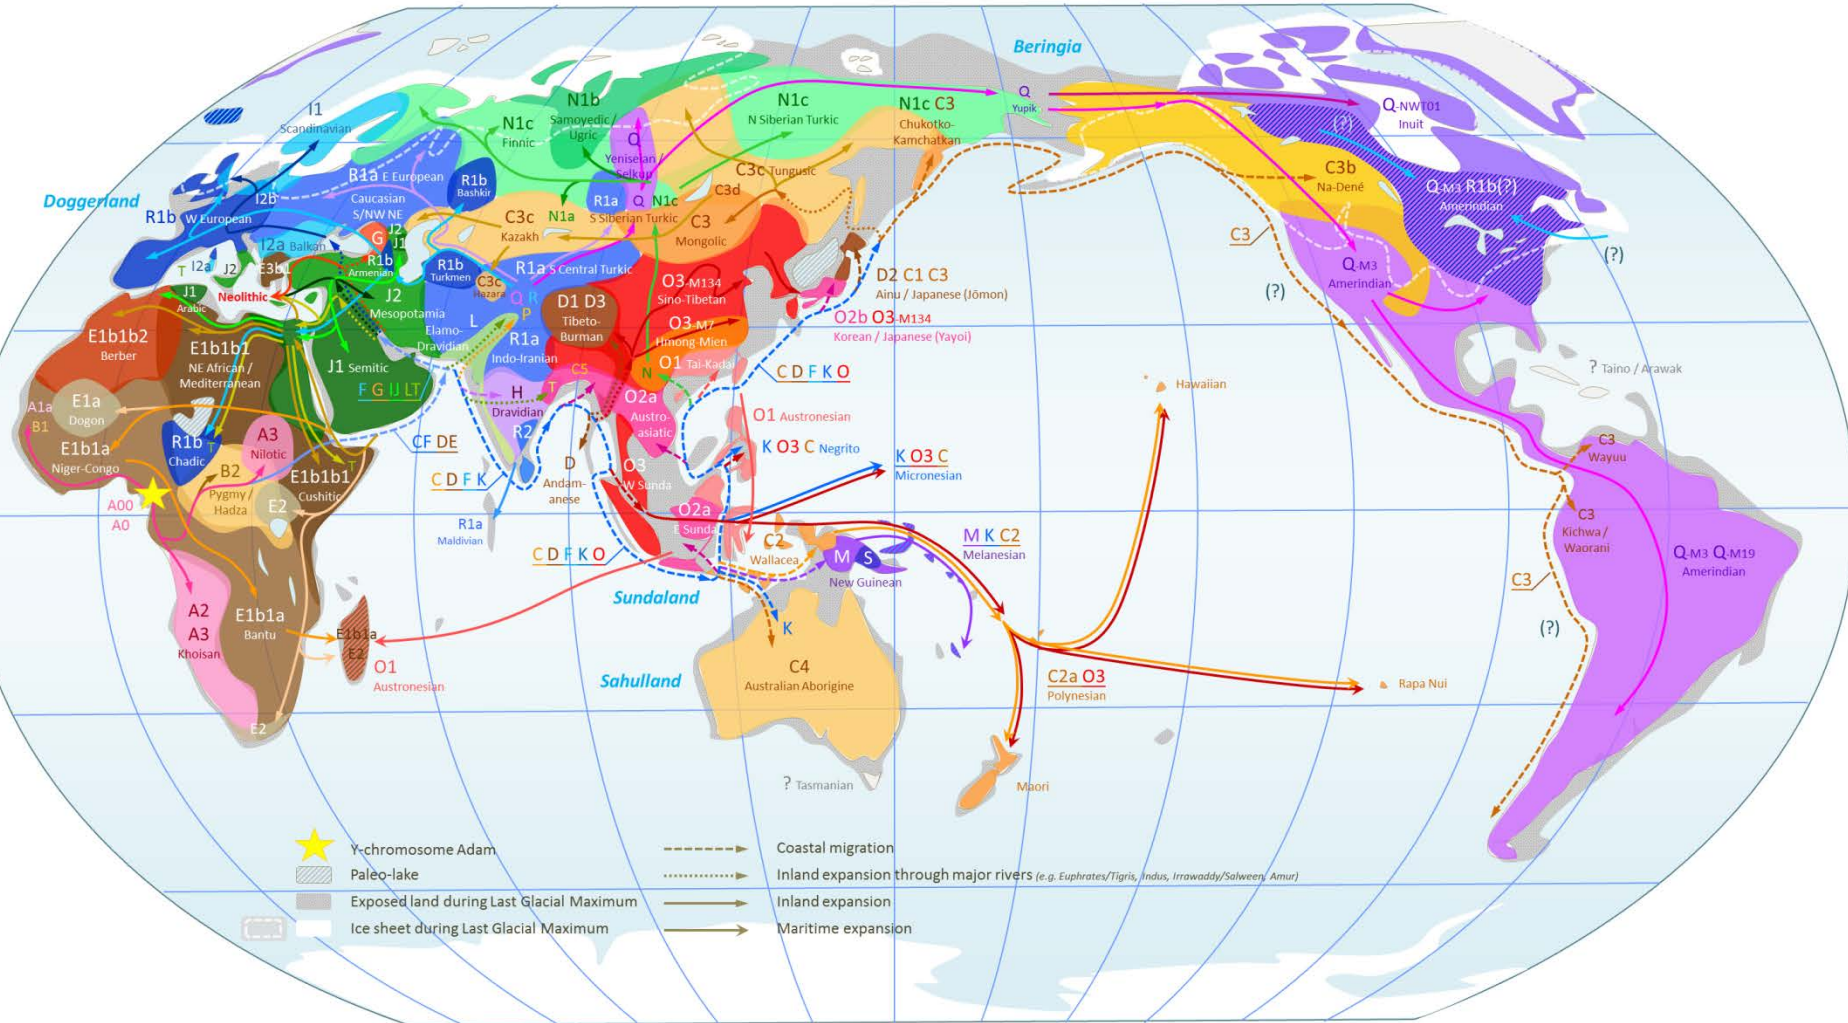 Beringia
I1
Scandinavian
N1b
Samoyedic /
Ugric
N1c
N Siberian Turkic
N1c C3
Chukotko-
Kamchatkan
Q
Yupik
Q-NWT01
Inuit
(?)
N1c
Finnic
Q
Yeniseian /
Selkup
C3c Tungusic
C3d
C3b
Na-Dené
Q-M3 R1b(?)
Amerindian
(?)
Doggerland
R1b
W European
I2b
R1a E European
Caucasian
S/NW NE
R1b
Bashkir
R1a
Q
N1c
S Siberian Turkic
N1a
C3c
Kazakh
C3
Mongolic
C3
(?)
I2a Balkan
G
J2
J1
T
I2a
J2
E3b1
R1b
Armenian
R1b
Turkmen
R1a S Central Turkic
C3c
Hazara
Q R
P
D1 D3
Tibeto-
Burman
O3-M134
Sino-Tibetan
D2 C1 C3
Ainu / Japanese (Jōmon)
Q-M3
Amerindian
Neolithic
J1
Arabic
J2
Mesopotamia
Elamo-
Dravidian
L
R1a
Indo-Iranian
O3-M7
Hmong-Mien
O2b O3-M134
Korean / Japanese (Yayoi)
E1b1b2
Berber
E1b1b1
NE African /
Mediterranean
J1 Semitic
F G IJ LT
O1 Tai-Kadai
N
C5
T
C D F K O
? Taino / Arawak
Hawaiian
A1a
B1
E1a
Dogon
H
Dravidian
R2
O2a
Austro-
asiatic
O1 Austronesian
E1b1a
Niger-Congo
R1b
Chadic
T
A3
Nilotic
CF DE
K O3 C Negrito
K O3 C
Micronesian
C3
Wayuu
B2
Pygmy /
Hadza
E1b1b1
Cushitic
T
E2
C D F K
D
Andam-
anese
O3
W Sunda
A00
A0
R1a
Maldivian
O2a
E Sunda
C3
Kichwa /
Waorani
C D F K O
C2
Wallacea
M
S
New Guinean
M K C2
Melanesian
Q-M3 Q-M19
Amerindian
C3
(?)
Sundaland
A2
A3
Khoisan
E1b1a
Bantu
E1b1a
E2
O1
Austronesian
K
Sahulland
C4
Australian Aborigine
C2a O3
Polynesian
Rapa Nui
E2
? Tasmanian
Maori
Y-chromosome Adam
Coastal migration
Paleo-lake
Inland expansion through major rivers (e.g. Euphrates/Tigris, Indus, Irrawaddy/Salween, Amur)
Exposed land during Last Glacial Maximum
Inland expansion
Ice sheet during Last Glacial Maximum
Maritime expansion